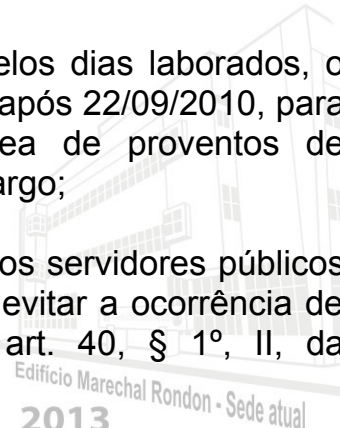 elos dias laborados, o
após 22/09/2010, para
ea de proventos de
argo;
os servidores públicos
evitar a ocorrência de
art. 40, § 1º, II, da
Edifício Marechal Rondon - Sede atual
2013